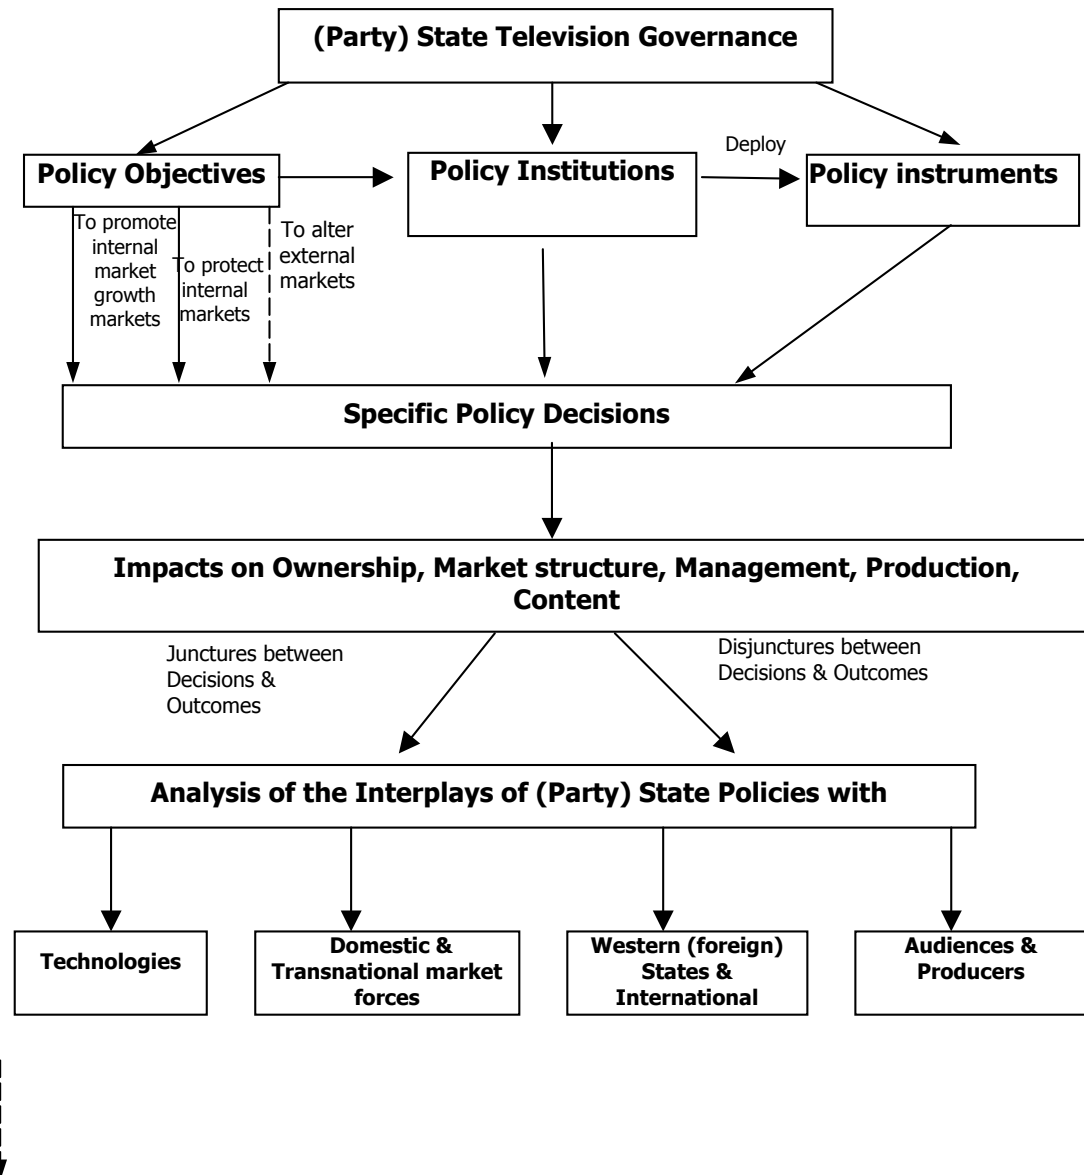 (Party) State Television Governance
Policy Objectives
Policy Institutions
Deploy
Policy instruments
To promote
internal
market
growth
markets
To protect
internal
markets
To alter
external
markets
Specific Policy Decisions
Impacts on Ownership, Market structure, Management, Production,
Content
Junctures between
Decisions &
Outcomes
Disjunctures between
Decisions & Outcomes
Analysis of the Interplays of (Party) State Policies with
Technologies
Domestic &
Transnational market
forces
Western (foreign)
States &
International
Audiences &
Producers